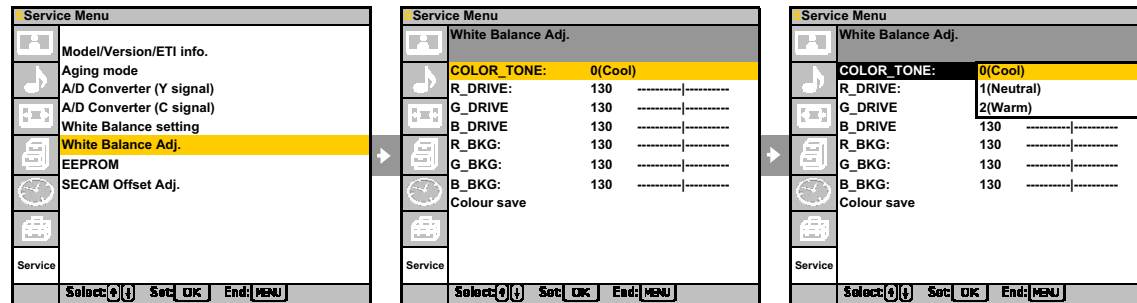 Service Menu
Model/Version/ETI info.
Aging mode
A/D Converter (Y signal)
A/D Converter (C signal)
White Balance setting
White Balance Adj.
EEPROM
SECAM Offset Adj.
Service
Select: Set: OK End: MENU
Service Menu
White Balance Adj.
COLOR_TONE: 0(Cool)
R_DRIVE: 130 ----------|----------
G_DRIVE 130 ----------|----------
B_DRIVE 130 ----------|----------
R_BKG: 130 ----------|----------
G_BKG: 130 ----------|----------
B_BKG: 130 ----------|----------
Colour save
Service
Select: Set: OK End: MENU
Service Menu
White Balance Adj.
COLOR_TONE: 0(Cool)
R_DRIVE: 1(Neutral)
G_DRIVE 2(Warm)
B_DRIVE 130 ----------|----------
R_BKG: 130 ----------|----------
G_BKG: 130 ----------|----------
B_BKG: 130 ----------|----------
Colour save
Service
Select: Set: OK End: MENU